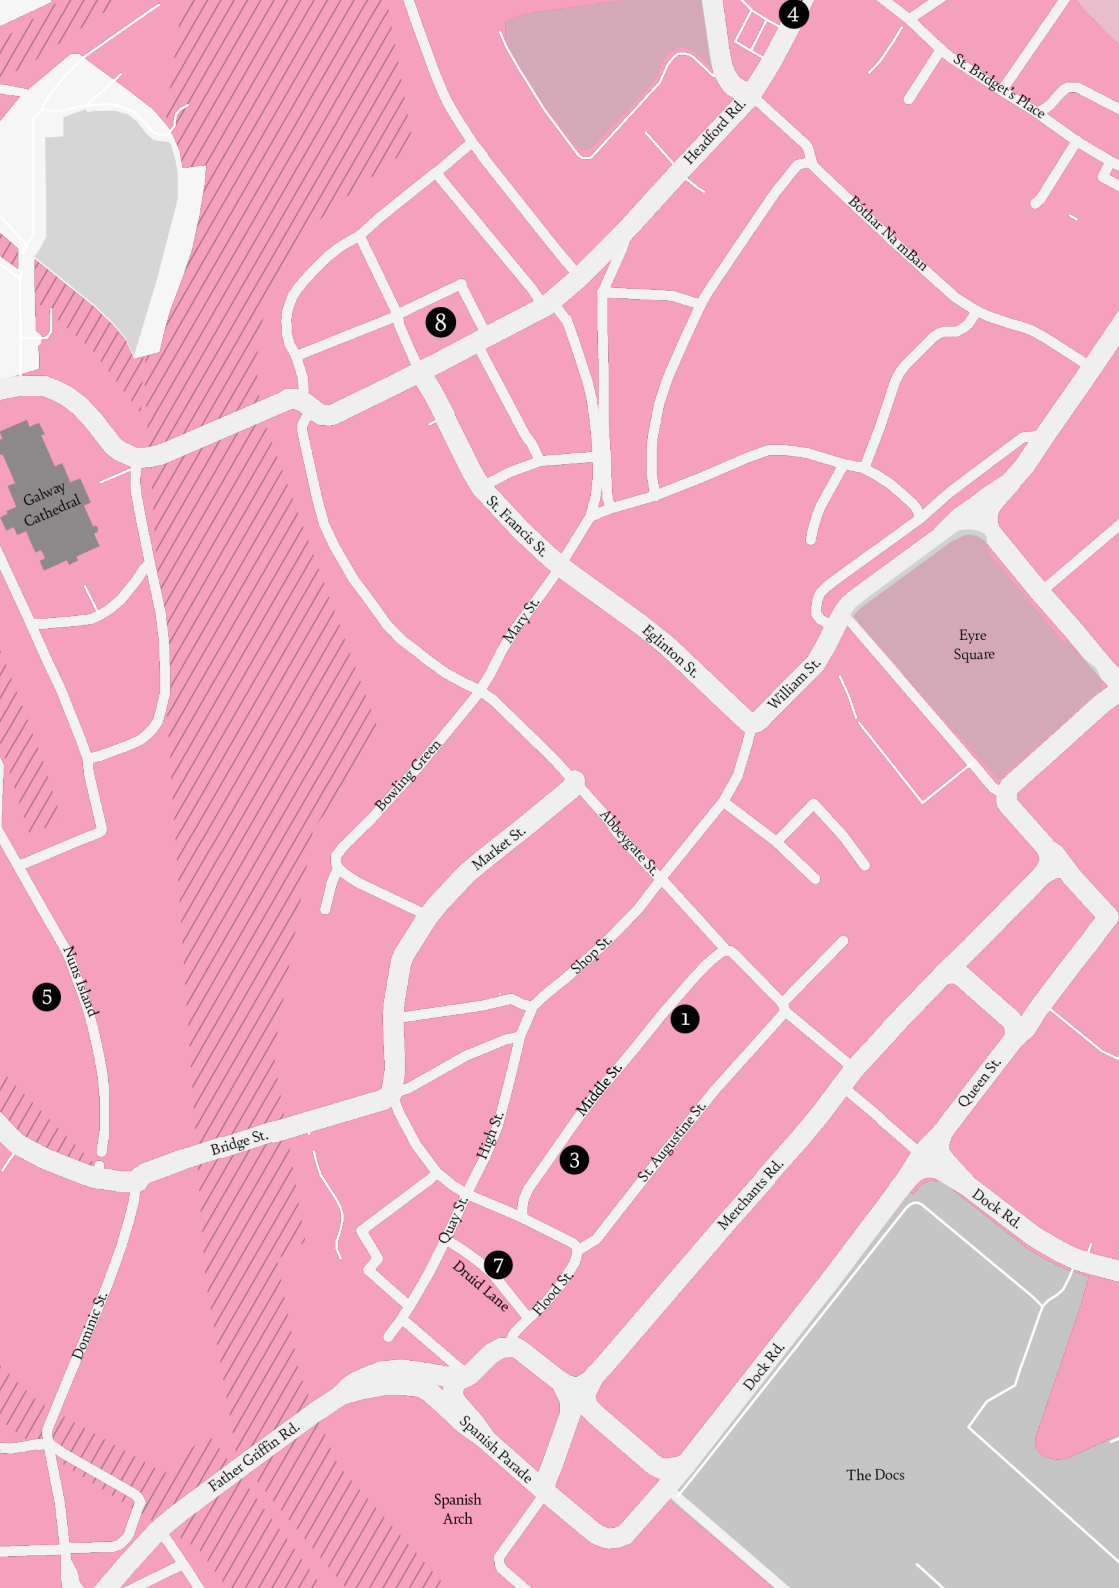 4
St. Bridget's Place
Headford Rd.
Bóthar Na mBan
8
Galway
Cathedral
St. Francis St.
Mary St.
Eglinton St.
William St.
Eyre
Square
Bowling Green
Market St.
Abbeygate St.
Shop St.
Nuns Island
5
1
Middle St.
Queen St.
High St.
Bridge St.
3
St. Augustine St.
Merchants Rd.
Dock Rd.
Quay St.
7
Druid Lane
Flood St.
Dominic St.
Dock Rd.
Father Griffin Rd.
Spanish Parade
Spanish
Arch
The Docs